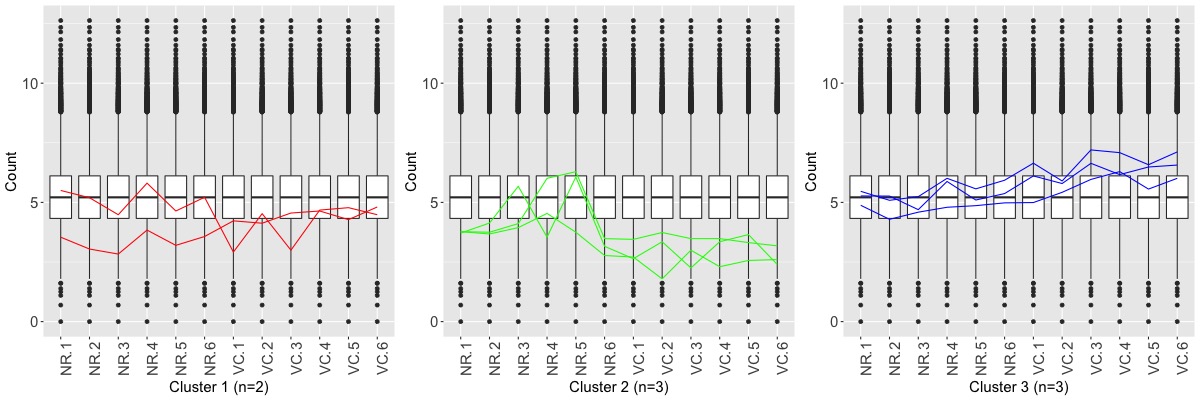 Count
10
5
0
NR.1
NR.2
NR.3
NR.4
NR.5
NR.6
VC.1
VC.2
VC.3
VC.4
VC.5
VC.6
Cluster 1 (n=2)
Count
10
5
0
NR.1
NR.2
NR.3
NR.4
NR.5
NR.6
VC.1
VC.2
VC.3
VC.4
VC.5
VC.6
Cluster 2 (n=3)
Count
10
5
0
NR.1
NR.2
NR.3
NR.4
NR.5
NR.6
VC.1
VC.2
VC.3
VC.4
VC.5
VC.6
Cluster 3 (n=3)